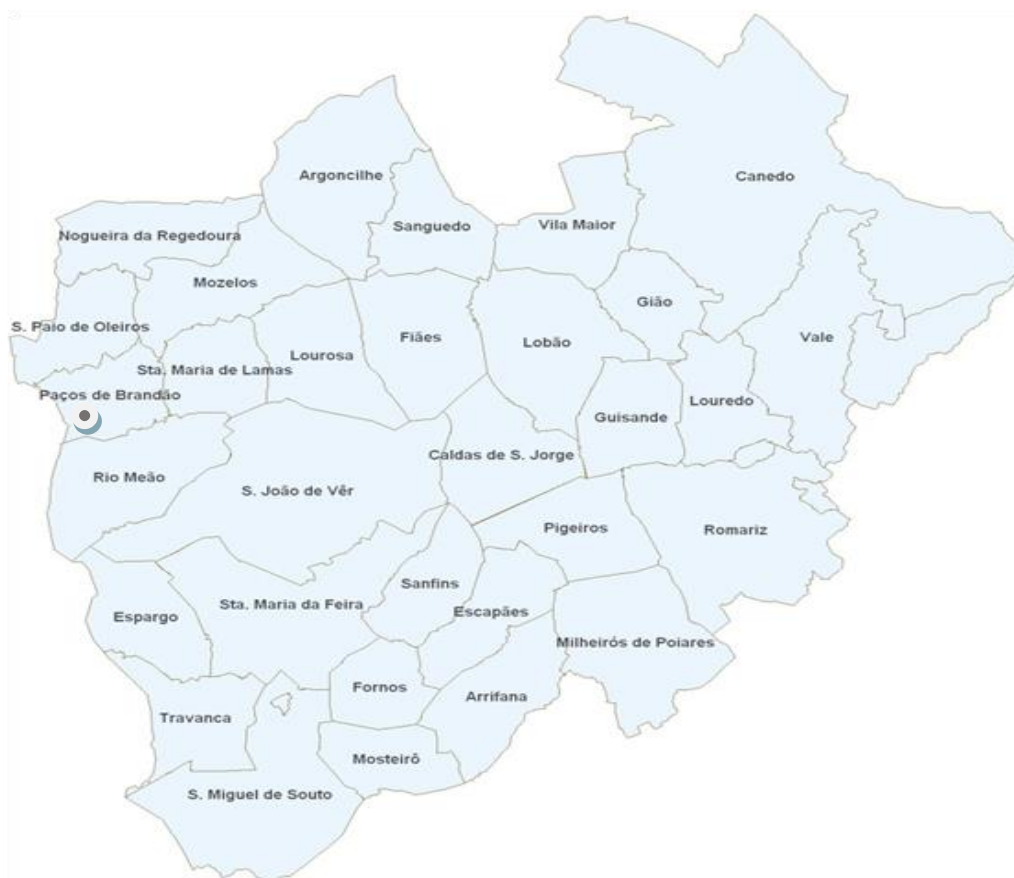 Canedo
Argoncilhe
Sanguedo
Vila Maior
Nogueira da Regedoura
Mozelos
Gião
S. Paio de Oleiros
Lourosa
Fiães
Lobão
Vale
Sta. Maria de Lamas
Paços de Brandão
Guisande
Louredo
Rio Meão
S. João de Vêr
Caldas de S. Jorge
Pigeiros
Romariz
Sanfins
Espargo
Sta. Maria da Feira
Escapães
Milheirós de Poiares
Fornos
Arrifana
Travanca
Mosteirô
S. Miguel de Souto